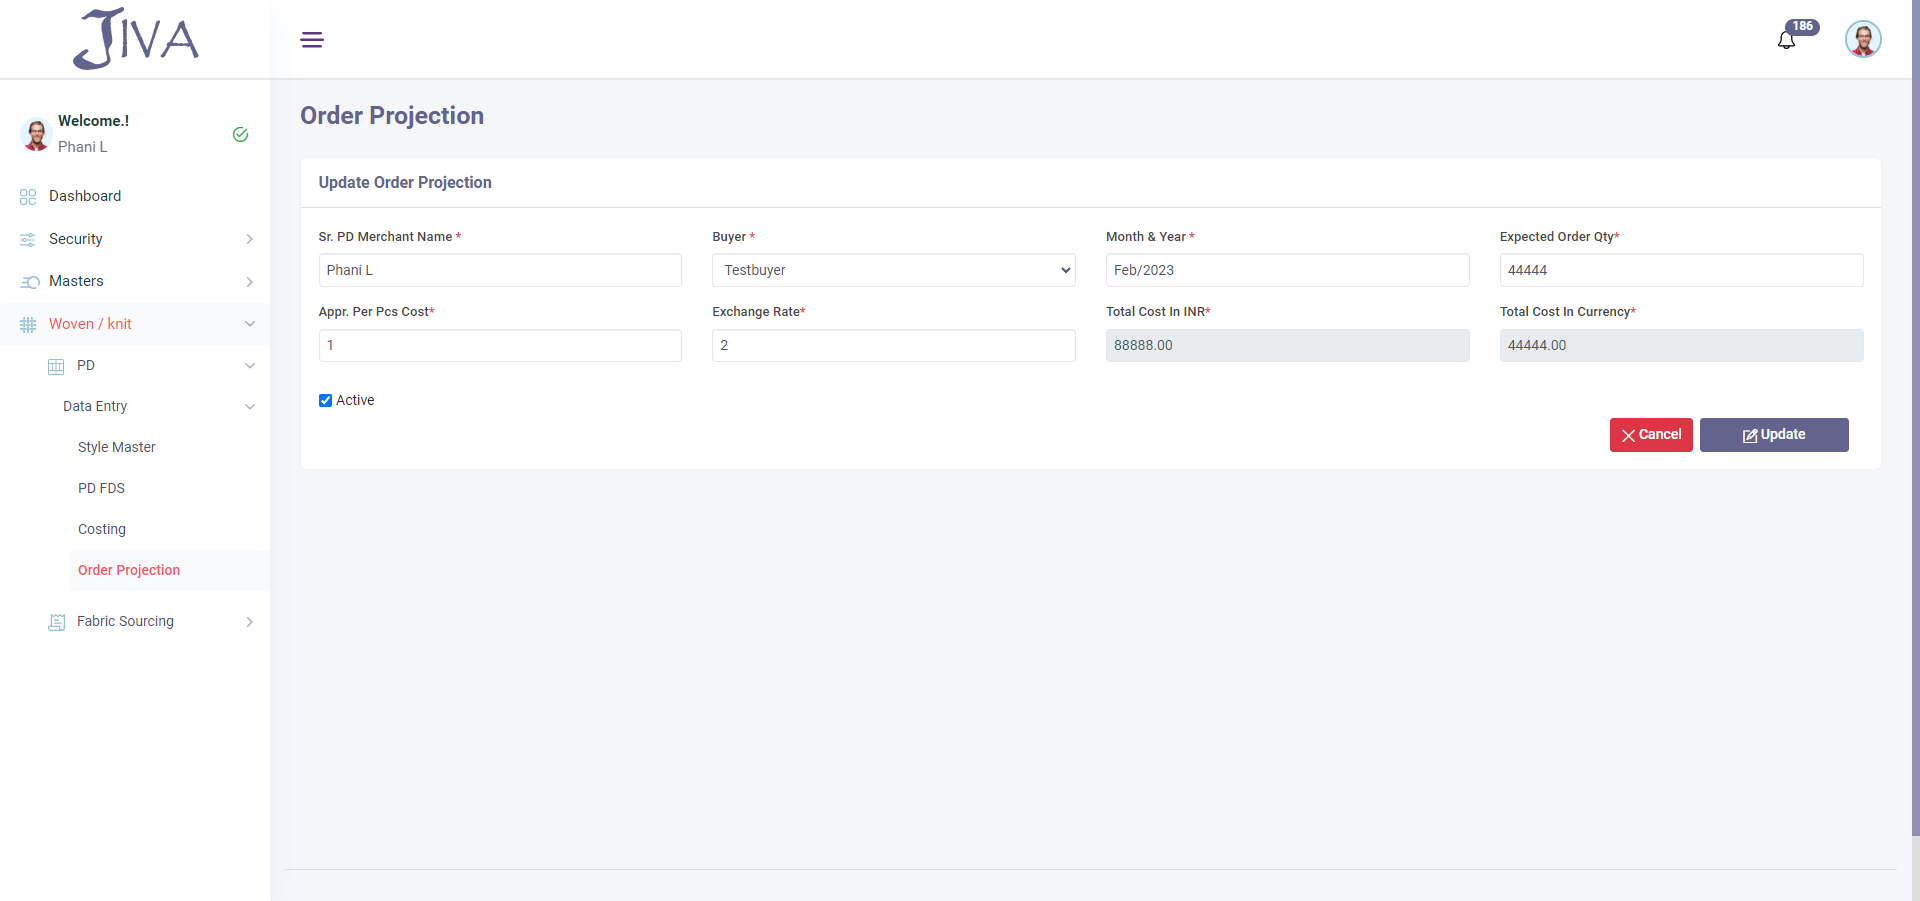 JIVA
186
Welcome.!
Phani L
Dashboard
Security
Masters
Woven / knit
PD
Data Entry
Style Master
PD FDS
Costing
Order Projection
Fabric Sourcing
Order Projection
Update Order Projection
Sr. PD Merchant Name * Buyer * Month & Year * Expected Order Qty*
Phani L Testbuyer Feb/2023 44444
Appr. Per Pcs Cost* Exchange Rate* Total Cost In INR* Total Cost In Currency*
1 2 88888.00 44444.00
Active
Cancel Update